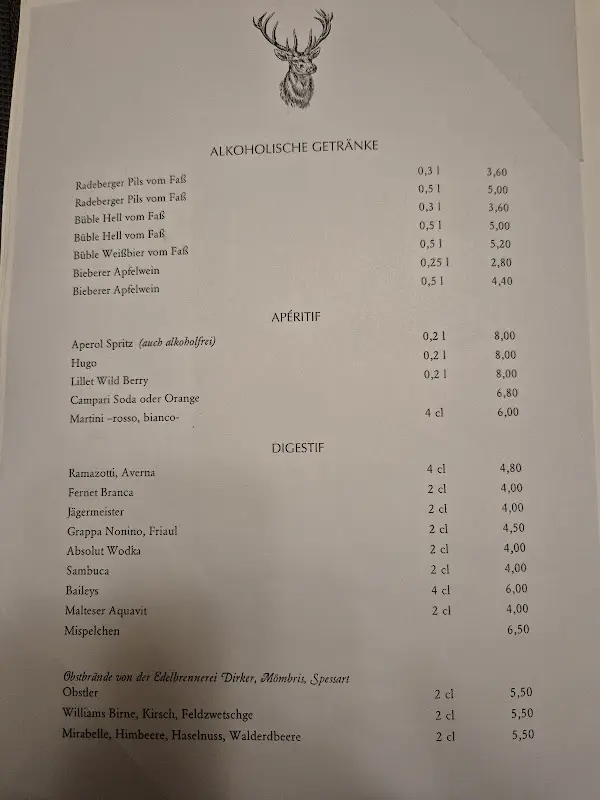 ALKOHOLISCHE GETRÄNKE
Radeberger Pils vom Faß 0,3 l 3,60
Radeberger Pils vom Faß 0,5 l 5,00
Büble Hell vom Faß 0,3 l 3,60
Büble Hell vom Faß 0,5 l 5,00
Büble Weißbier vom Faß 0,5 l 5,20
Bieberer Apfelwein 0,25 l 2,80
Bieberer Apfelwein 0,5 l 4,40
APÉRITIF
Aperol Spritz (auch alkoholfrei) 0,2 l 8,00
Hugo 0,2 l 8,00
Lillet Wild Berry 0,2 l 8,00
Campari Soda oder Orange 6,80
Martini –rosso, bianco- 4 cl 6,00
DIGESTIF
Ramazotti, Averna 4 cl 4,80
Fernet Branca 2 cl 4,00
Jägermeister 2 cl 4,00
Grappa Nonino, Friaul 2 cl 4,50
Absolut Wodka 2 cl 4,00
Sambuca 2 cl 4,00
Baileys 4 cl 6,00
Malteser Aquavit 2 cl 4,00
Mispelchen 6,50
Obstbrände von der Edelbrennerei Dirker, Mömbris, Spessart
Obstler 2 cl 5,50
Williams Birne, Kirsch, Feldzwetschge 2 cl 5,50
Mirabelle, Himbeere, Haselnuss, Walderdbeere 2 cl 5,50